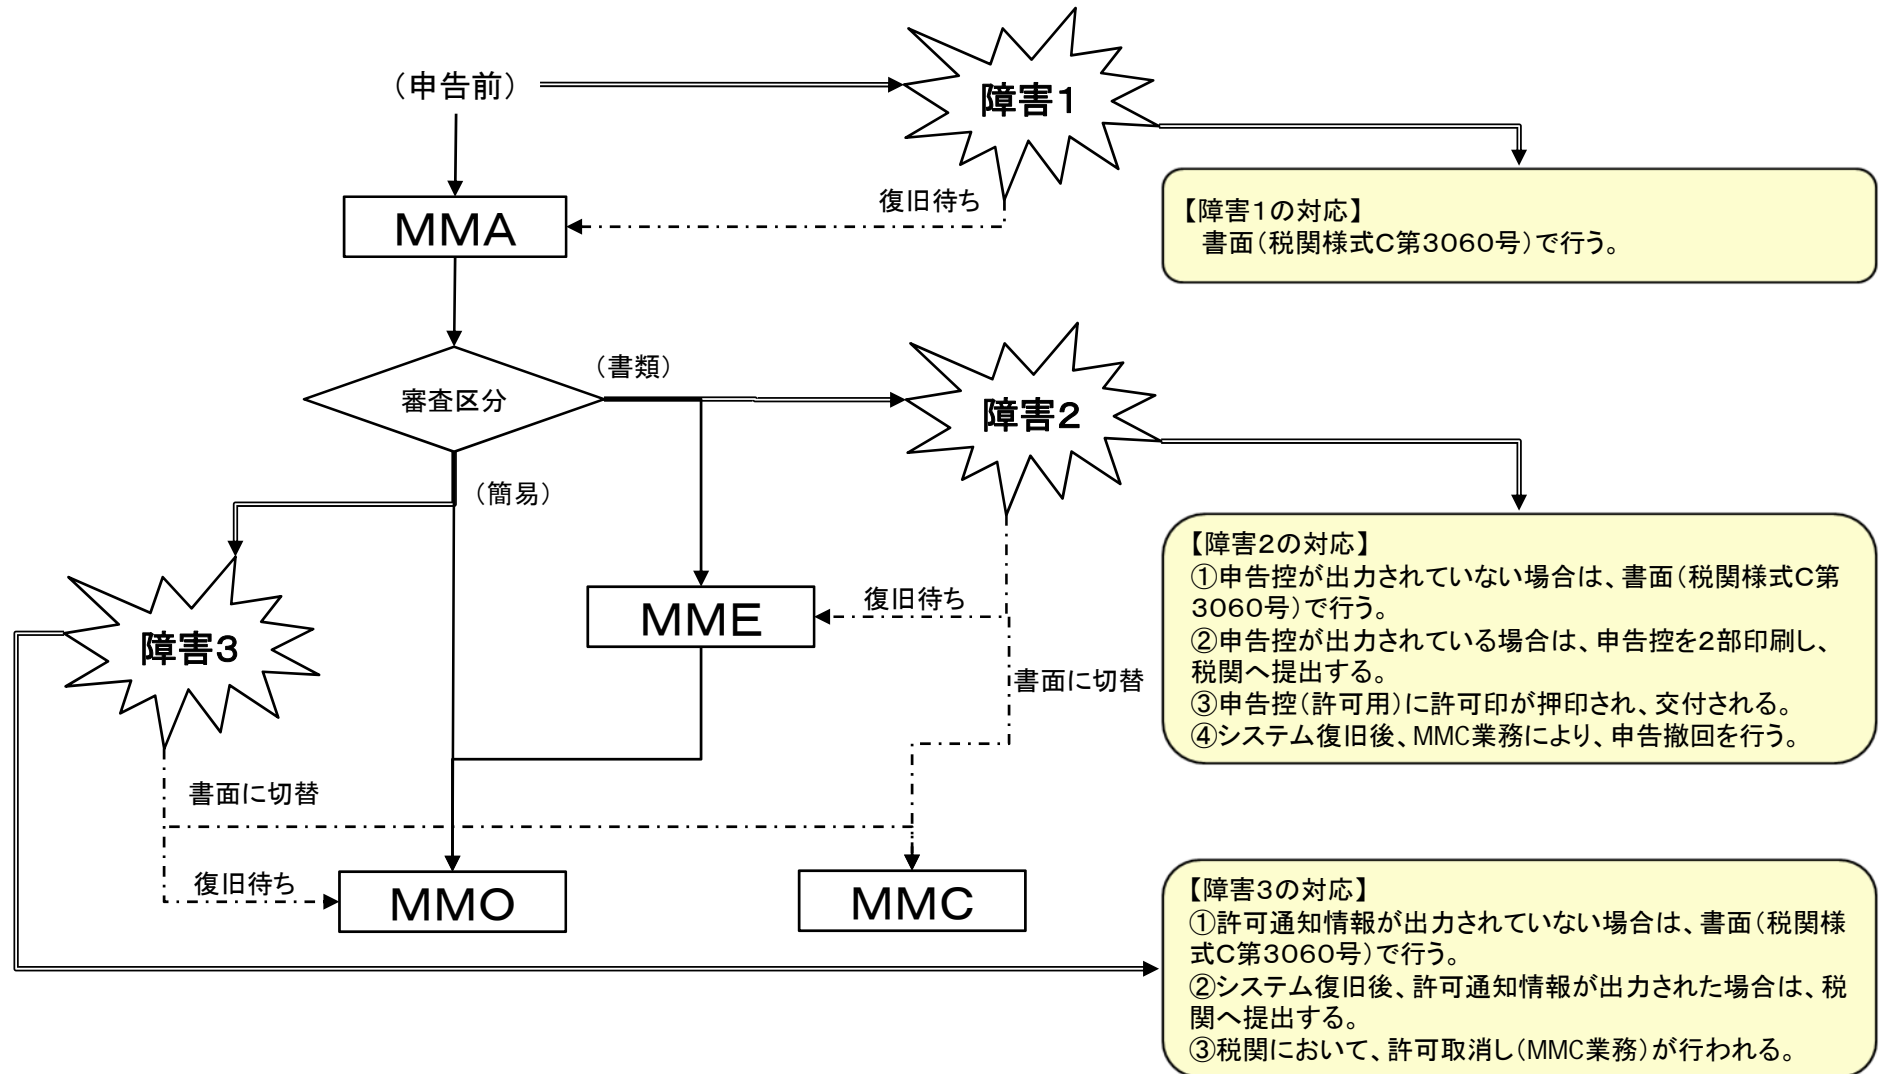 (申告前)
障害1
復旧待ち
MMA
【障害1の対応】
書面(税関様式C第3060号)で行う。
(書類)
審査区分
障害2
(簡易)
【障害2の対応】
①申告控が出力されていない場合は、書面(税関様式C第
3060号)で行う。
②申告控が出力されている場合は、申告控を2部印刷し、
税関へ提出する。
③申告控(許可用)に許可印が押印され、交付される。
④システム復旧後、MMC業務により、申告撤回を行う。
復旧待ち
MME
障害3
書面に切替
書面に切替
復旧待ち
MMO
MMC
【障害3の対応】
①許可通知情報が出力されていない場合は、書面(税関様
式C第3060号)で行う。
②システム復旧後、許可通知情報が出力された場合は、税
関へ提出する。
③税関において、許可取消し(MMC業務)が行われる。